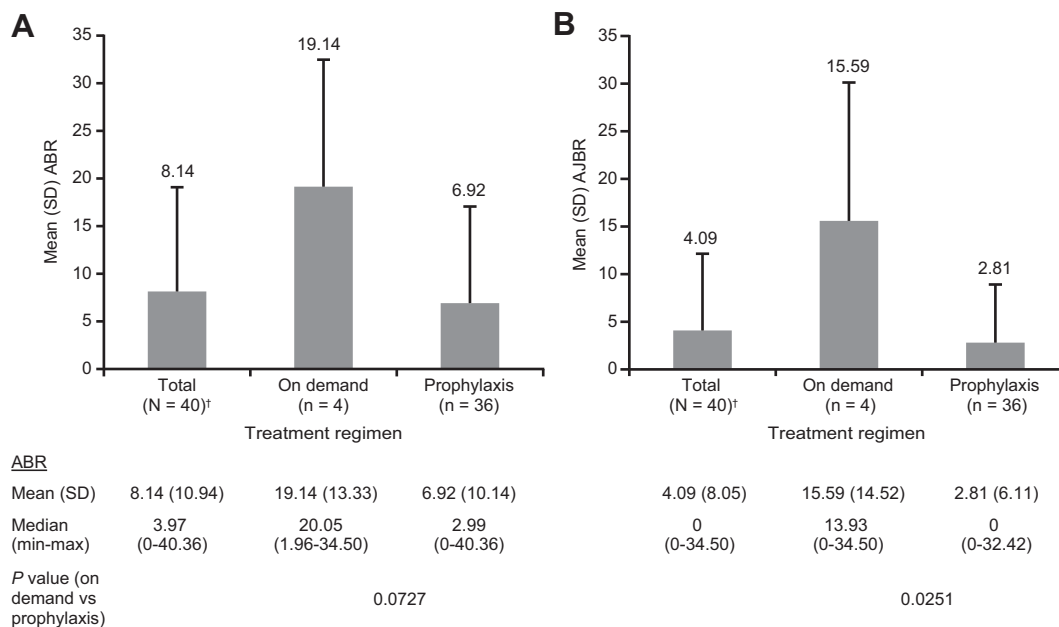 A
Mean (SD) ABR
35
30
25
20
15
10
5
0
8.14
19.14
6.92
Total
(N = 40)†
On demand
(n = 4)
Prophylaxis
(n = 36)
Treatment regimen
B
Mean (SD) AJBR
35
30
25
20
15
10
5
0
4.09
15.59
2.81
Total
(N = 40)†
On demand
(n = 4)
Prophylaxis
(n = 36)
Treatment regimen
ABR
Mean (SD) 8.14 (10.94) 19.14 (13.33) 6.92 (10.14) 4.09 (8.05) 15.59 (14.52) 2.81 (6.11)
Median 3.97 20.05 2.99 0 13.93 0
(min-max) (0-40.36) (1.96-34.50) (0-40.36) (0-34.50) (0-34.50) (0-32.42)
P value (on
demand vs 0.0727 0.0251
prophylaxis)